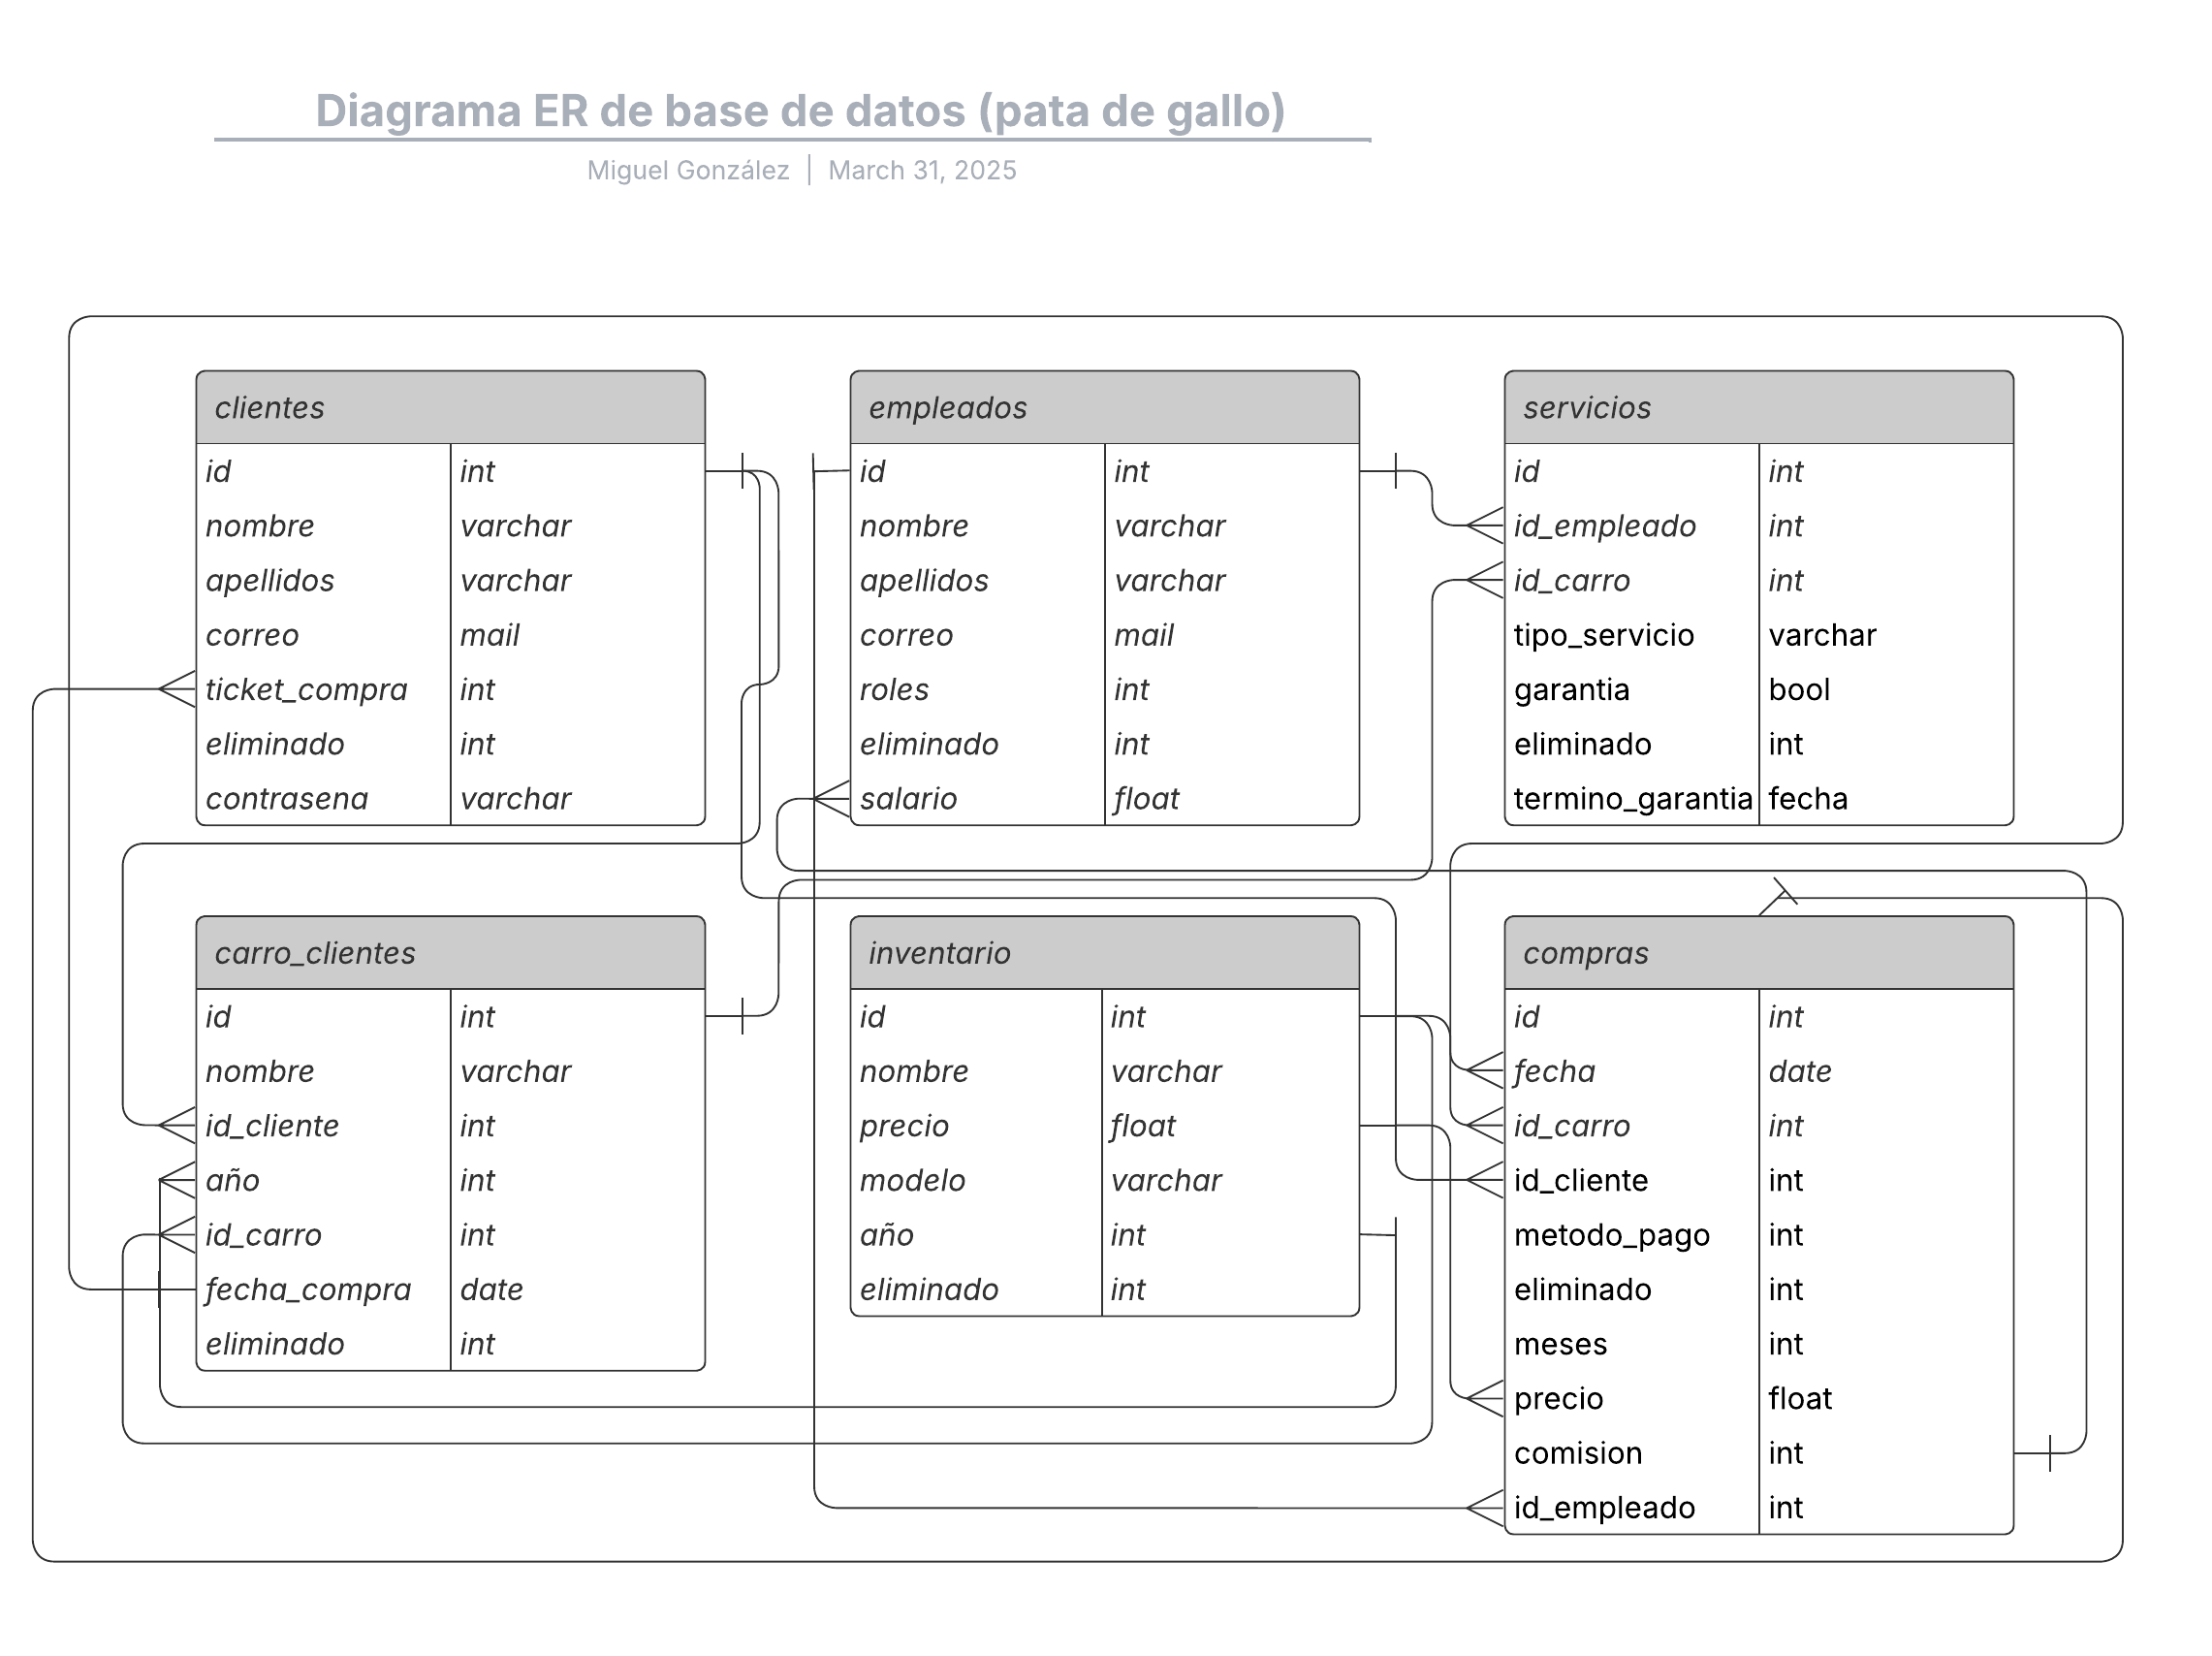 Diagrama ER de base de datos (pata de gallo)
Miguel González | March 31, 2025
clientes
id int
nombre varchar
apellidos varchar
correo mail
ticket_compra int
eliminado int
contrasena varchar
empleados
id int
nombre varchar
apellidos varchar
correo mail
roles int
eliminado int
salario float
servicios
id int
id_empleado int
id_carro int
tipo_servicio varchar
garantia bool
eliminado int
termino_garantia fecha
carro_clientes
id int
nombre varchar
id_cliente int
año int
id_carro int
fecha_compra date
eliminado int
inventario
id int
nombre varchar
precio float
modelo varchar
año int
eliminado int
compras
id int
fecha date
id_carro int
id_cliente int
metodo_pago int
eliminado int
meses int
precio float
comision int
id_empleado int